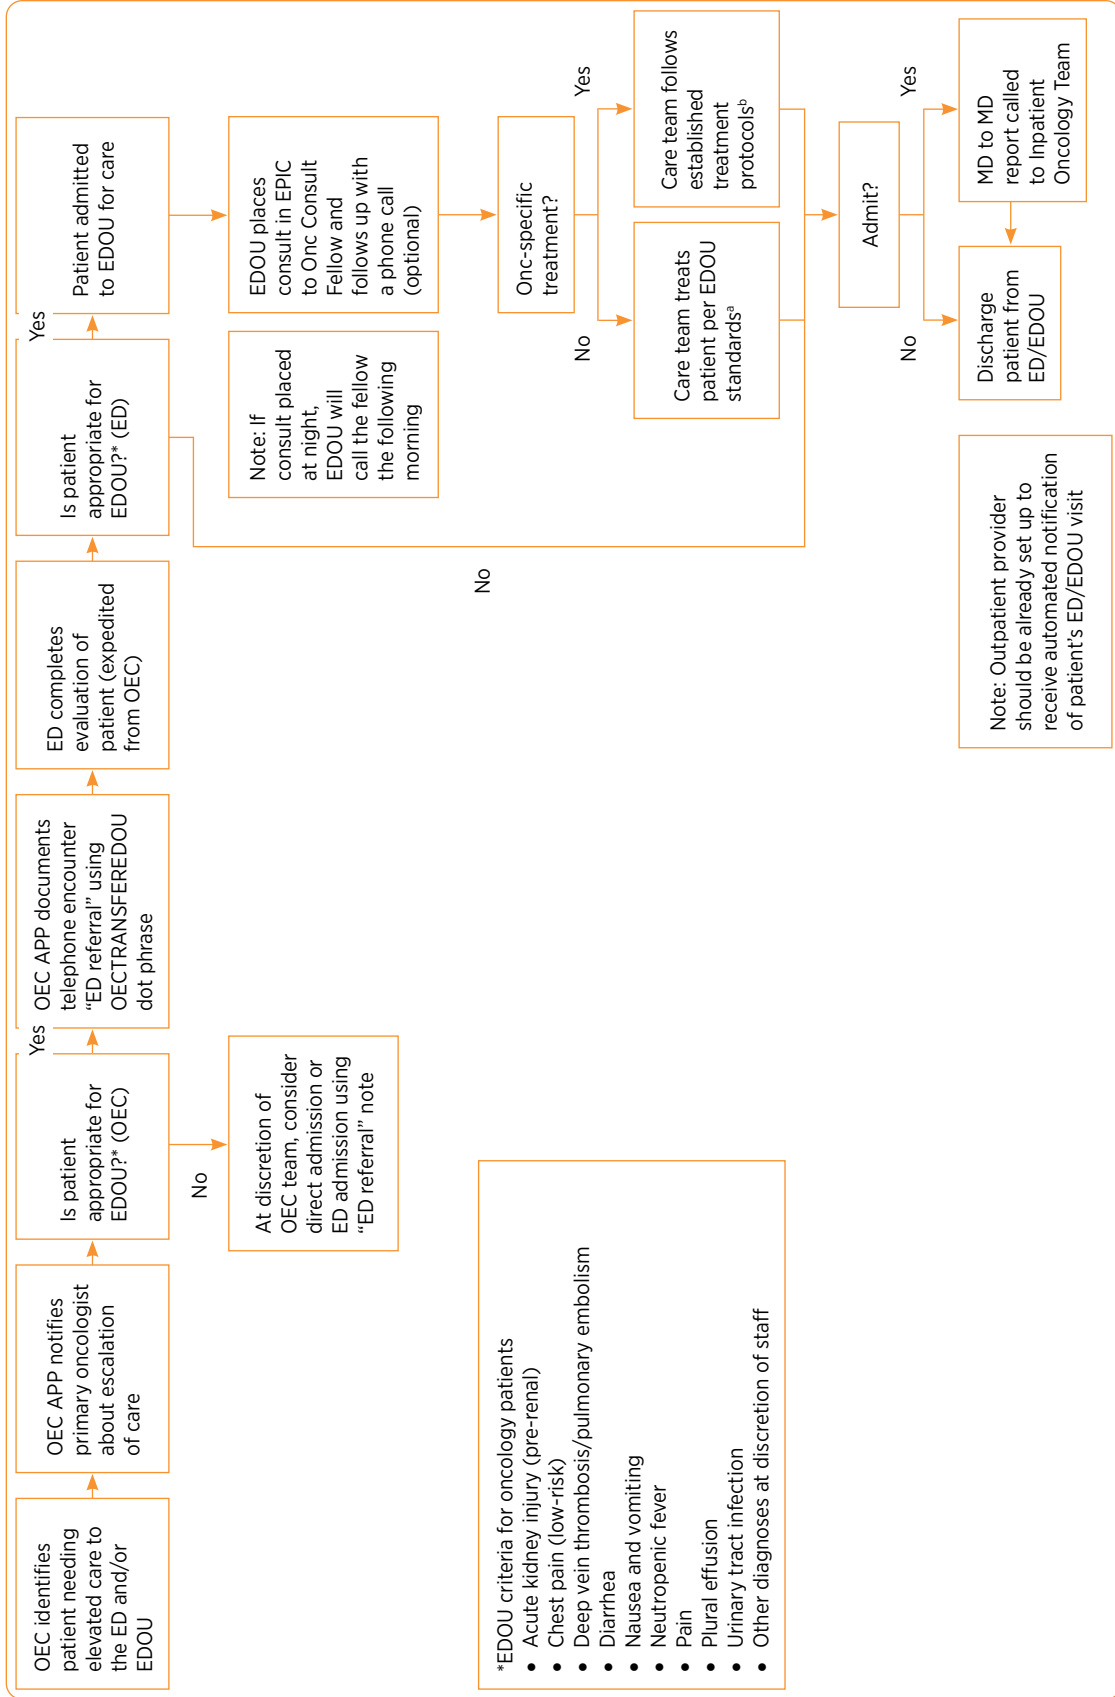 OEC identifies
patient needing
elevated care to
the ED and/or
EDOU
OEC APP notifies
primary oncologist
about escalation
of care
Is patient
appropriate for
EDOU?* (OEC)
Yes
No
At discretion of
OEC team, consider
direct admission or
ED admission using
“ED referral” note
OEC APP documents
telephone encounter
“ED referral” using
OECTRANSFEREDOU
dot phrase
ED completes
evaluation of
patient (expedited
from OEC)
Is patient
appropriate for
EDOU?* (ED)
Yes
No
Patient admitted
to EDOU for care
Note: If
consult placed
at night,
EDOU will
call the fellow
the following
morning
EDOU places
consult in EPIC
to Onc Consult
Fellow and
follows up with
a phone call
(optional)
Onc-specific
treatment?
No
Yes
Care team treats
patient per EDOU
standardsᵃ
Care team follows
established
treatment
protocolsᵇ
Admit?
No
Yes
Discharge
patient from
ED/EDOU
MD to MD
report called
to Inpatient
Oncology Team
*EDOU criteria for oncology patients
• Acute kidney injury (pre-renal)
• Chest pain (low-risk)
• Deep vein thrombosis/pulmonary embolism
• Diarrhea
• Nausea and vomiting
• Neutropenic fever
• Pain
• Plural effusion
• Urinary tract infection
• Other diagnoses at discretion of staff
Note: Outpatient provider
should be already set up to
receive automated notification
of patient’s ED/EDOU visit